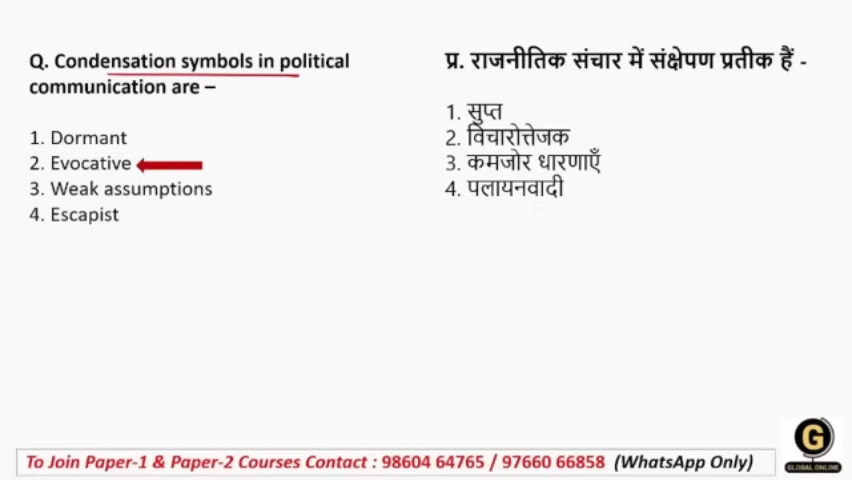 Q. Condensation symbols in political
communication are –
1. Dormant
2. Evocative
3. Weak assumptions
4. Escapist
प्र. राजनीतिक संचार में संक्षेपण प्रतीक हैं -
1. सुप्त
2. विचारोत्तेजक
3. कमजोर धारणाएँ
4. पलायनवादी
To Join Paper-1 & Paper-2 Courses Contact : 98604 64765 / 97660 66858 (WhatsApp Only)
G
GLOBAL ONLINE